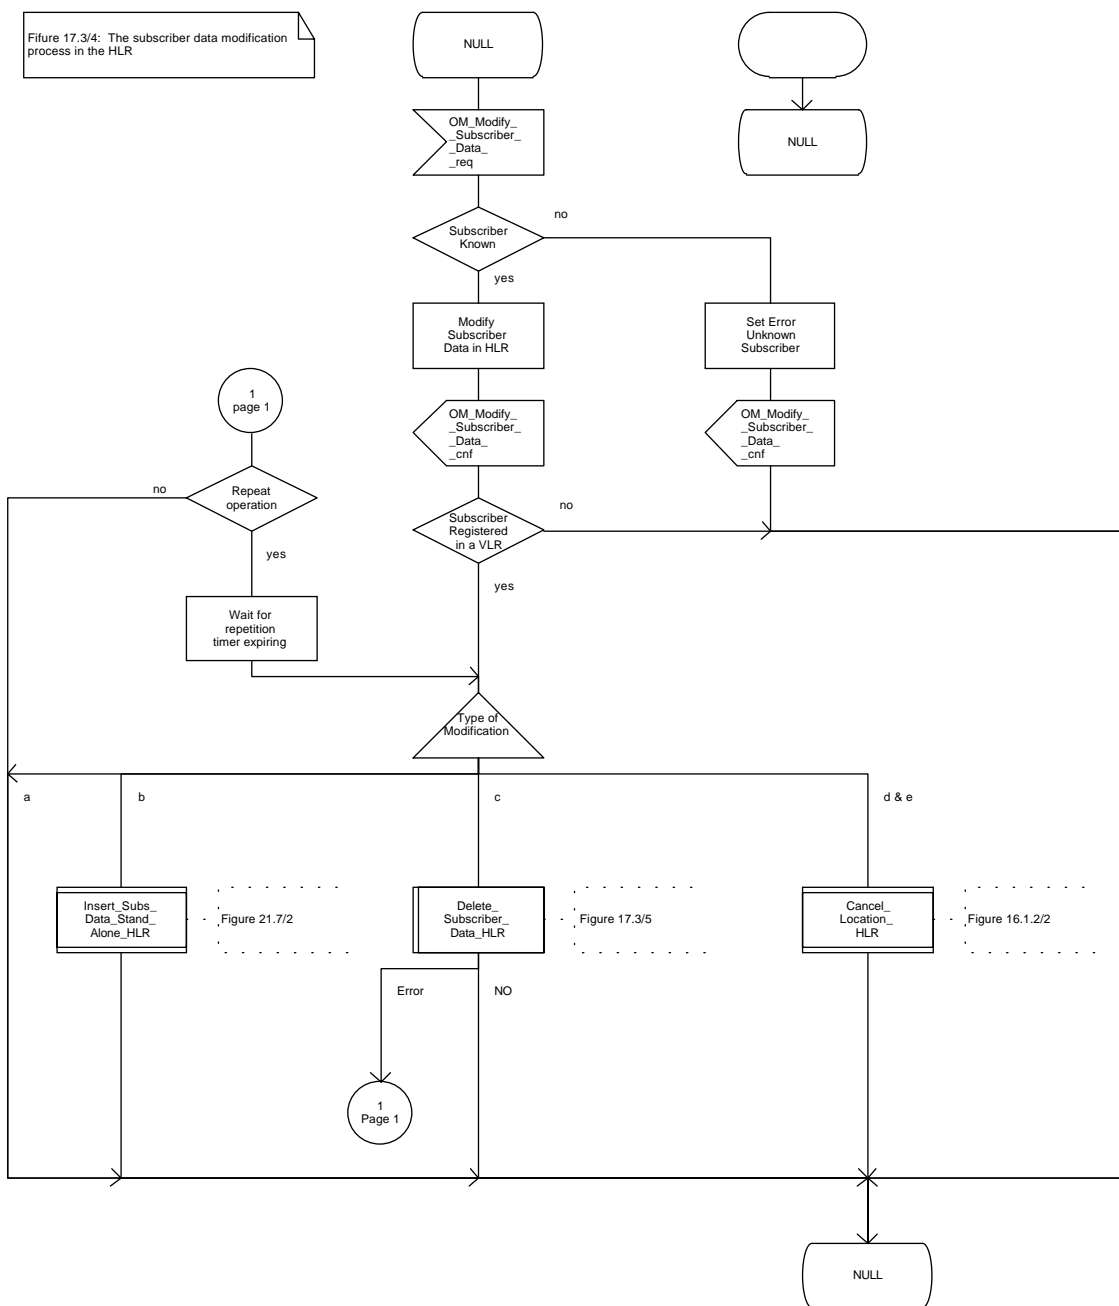 Fifure 17.3/4:  The subscriber data modification
process in the HLR
NULL
NULL
OM_Modify_
_Subscriber_
_Data_
_req
Subscriber
Known
no
yes
Modify
Subscriber
Data in HLR
Set Error
Unknown
Subscriber
1
page 1
OM_Modify_
_Subscriber_
_Data_
_cnf
OM_Modify_
_Subscriber_
_Data_
_cnf
Repeat
operation
no
yes
Subscriber
Registered
in a VLR
no
yes
Wait for
repetition
timer expiring
Type of
Modification
a
b
c
d & e
Insert_Subs_
Data_Stand_
Alone_HLR
Figure 21.7/2
Delete_
Subscriber_
Data_HLR
Figure 17.3/5
Cancel_
Location_
HLR
Figure 16.1.2/2
Error
NO
1
Page 1
NULL